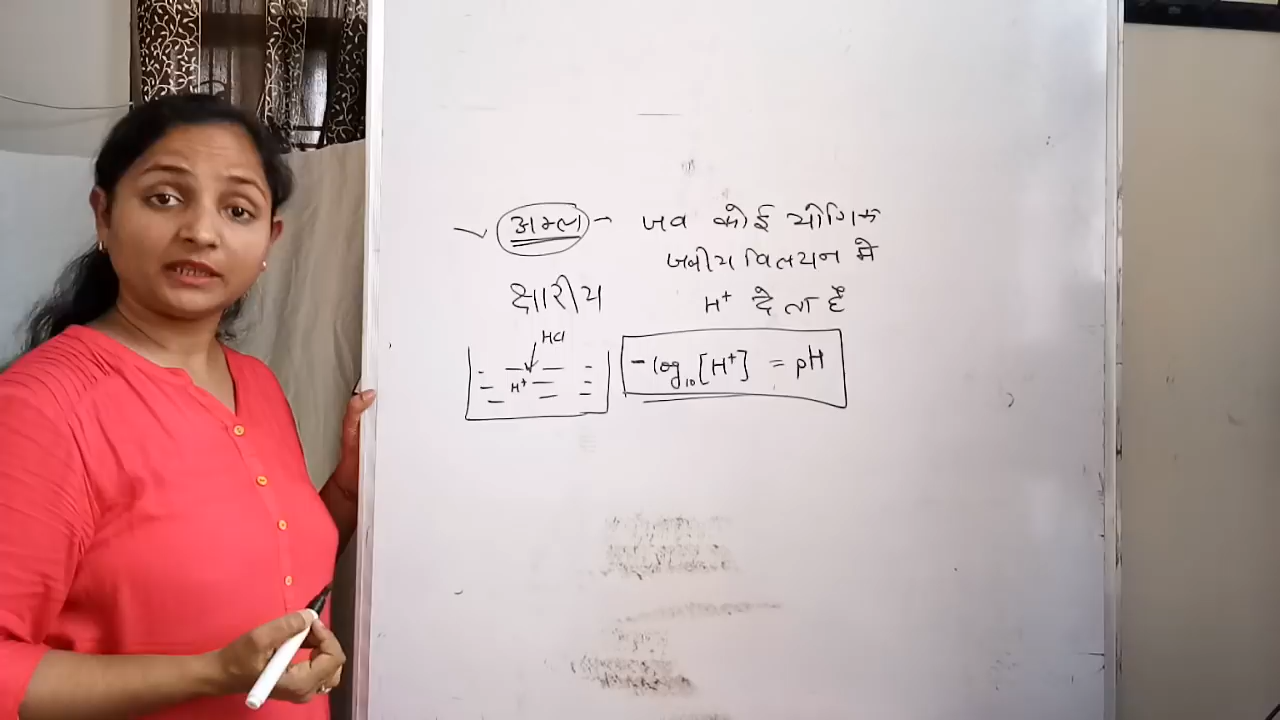 अम्ल - जब कोई यौगिक
जलीय विलयन मे
क्षारीय H⁺ देता है
HCl
H⁺
- log₁₀[H⁺] = pH